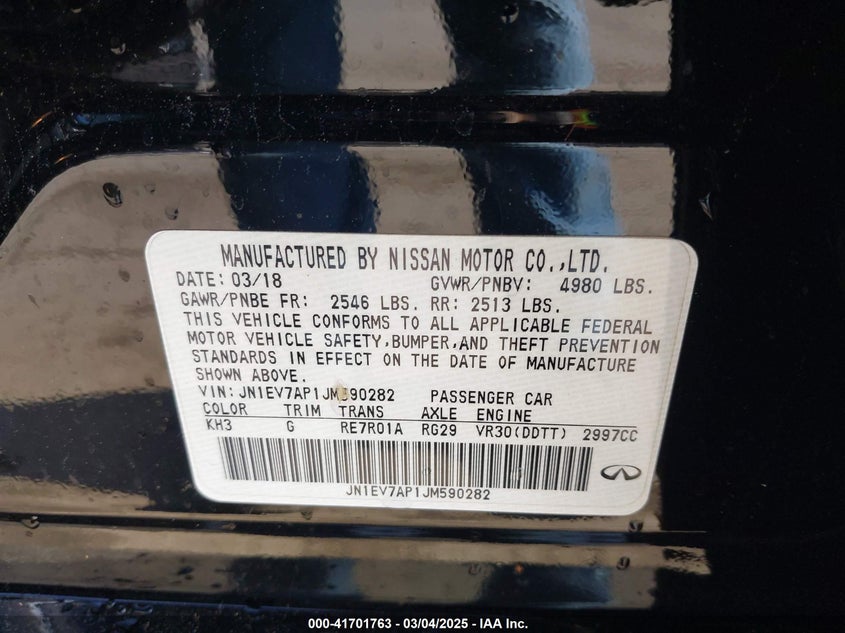 MANUFACTURED BY NISSAN MOTOR CO.,LTD.
DATE: 03/18 GVWR/PNBV: 4980 LBS.
GAWR/PNBE FR: 2546 LBS. RR: 2513 LBS.
THIS VEHICLE CONFORMS TO ALL APPLICABLE FEDERAL
MOTOR VEHICLE SAFETY,BUMPER,AND THEFT PREVENTION
STANDARDS IN EFFECT ON THE DATE OF MANUFACTURE
SHOWN ABOVE.
VIN: JN1EV7AP1JM590282 PASSENGER CAR
COLOR TRIM TRANS AXLE ENGINE
KH3 G RE7R01A RG29 VR30(DDTT) 2997CC
JN1EV7AP1JM590282
000-41701763 - 03/04/2025 - IAA Inc.